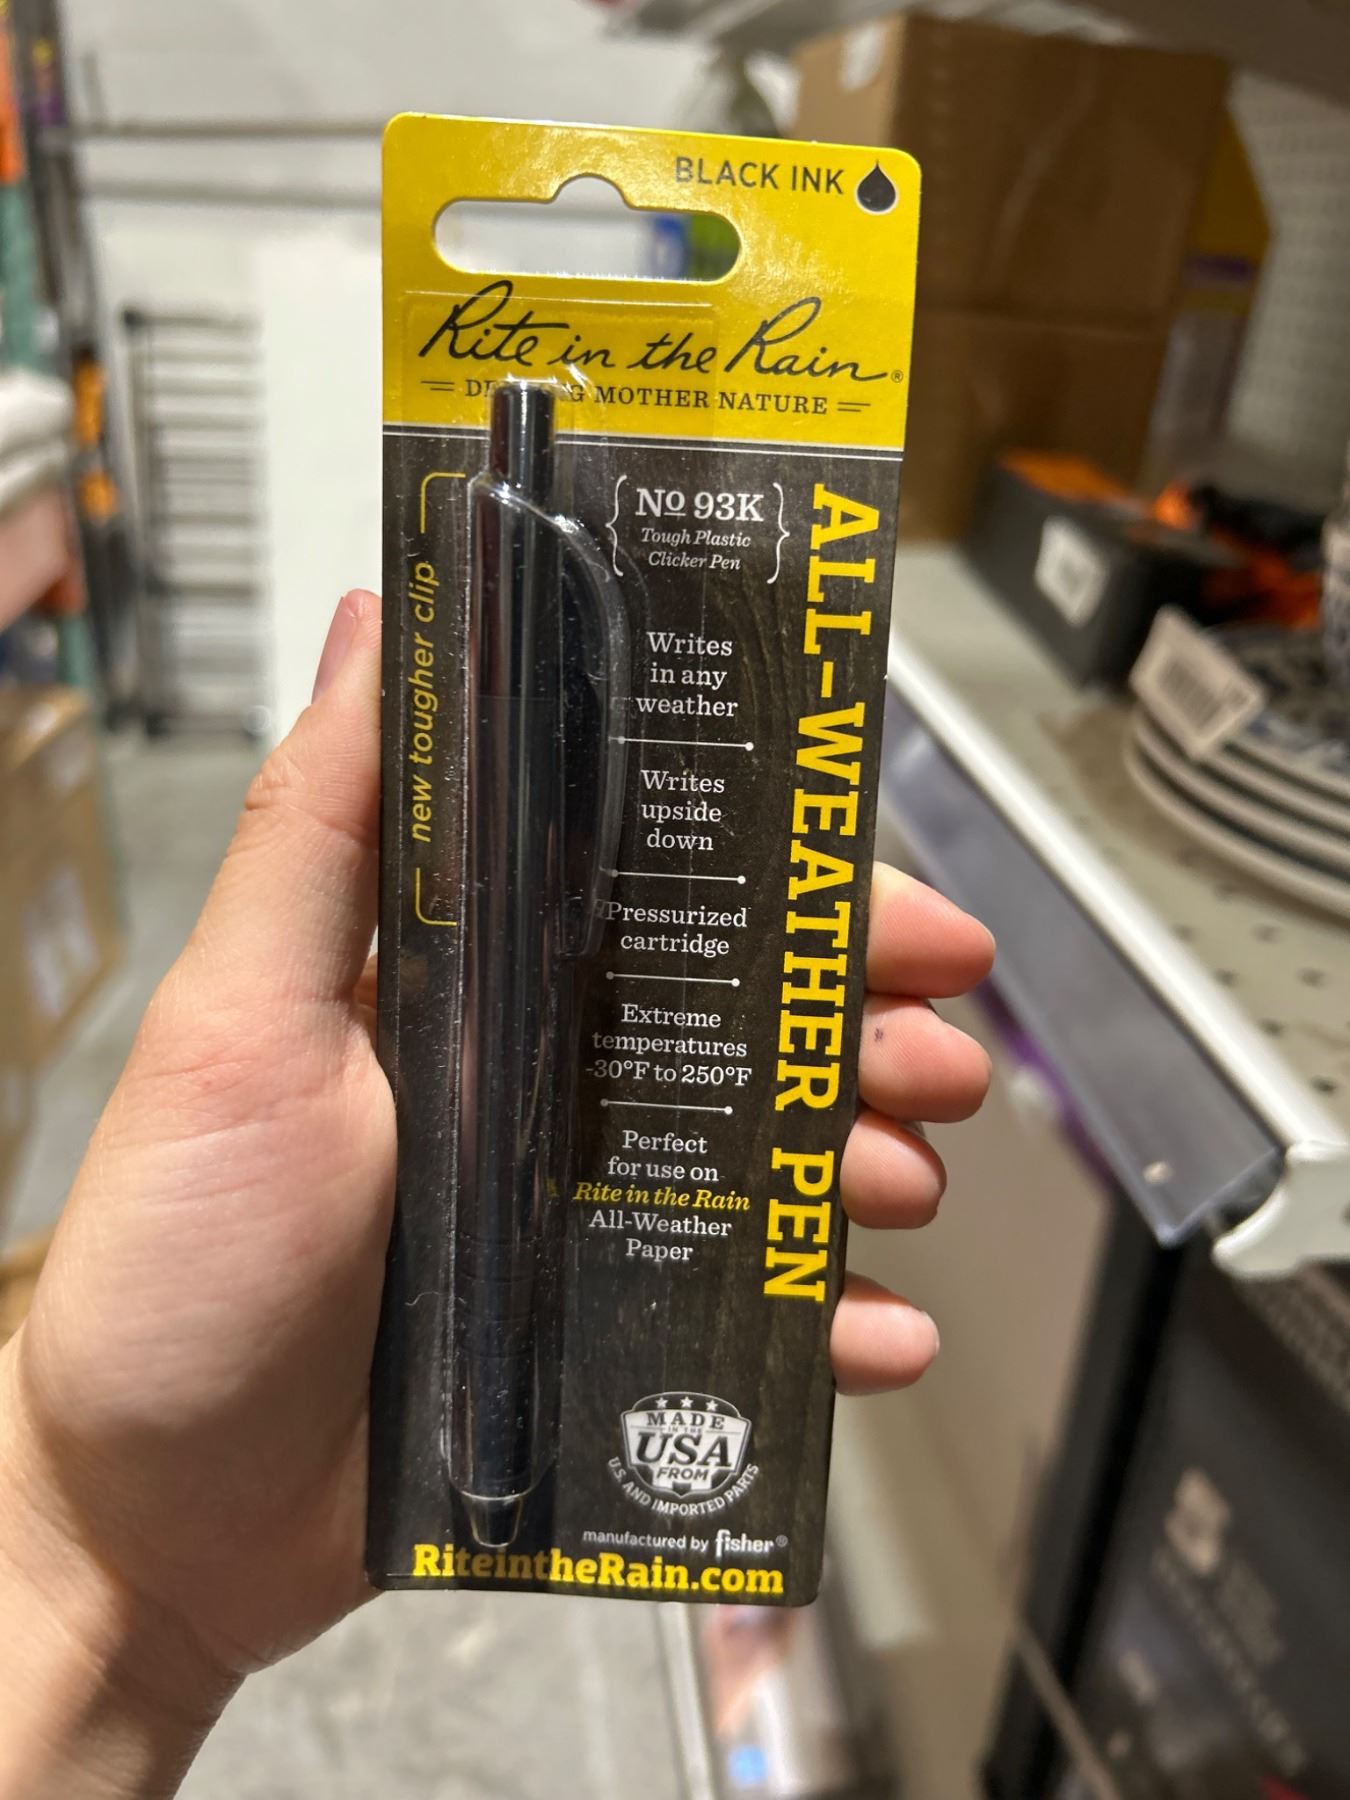 BLACK INK
Rite in the Rain®
MOTHER NATURE
new tougher clip
Nº 93K
Tough Plastic
Clicker Pen
ALL-WEATHER PEN
Writes
in any
weather
Writes
upside
down
Pressurized
cartridge
Extreme
temperatures
-30°F to 250°F
Perfect
for use on
Rite in the Rain
All-Weather
Paper
MADE
IN THE
USA
FROM
U.S. AND IMPORTED PARTS
manufactured by fisher®
RiteintheRain.com